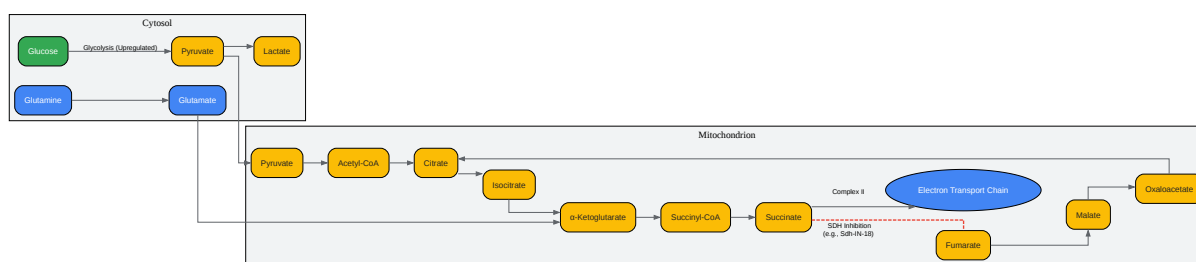 Cytosol
Glucose
Glycolysis (Upregulated)
Pyruvate
Lactate
Glutamine
Glutamate
Mitochondrion
Pyruvate
Acetyl-CoA
Citrate
Isocitrate
α-Ketoglutarate
Succinyl-CoA
Succinate
Complex II
Electron Transport Chain
SDH Inhibition
(e.g., Sdh-IN-18)
Fumarate
Malate
Oxaloacetate